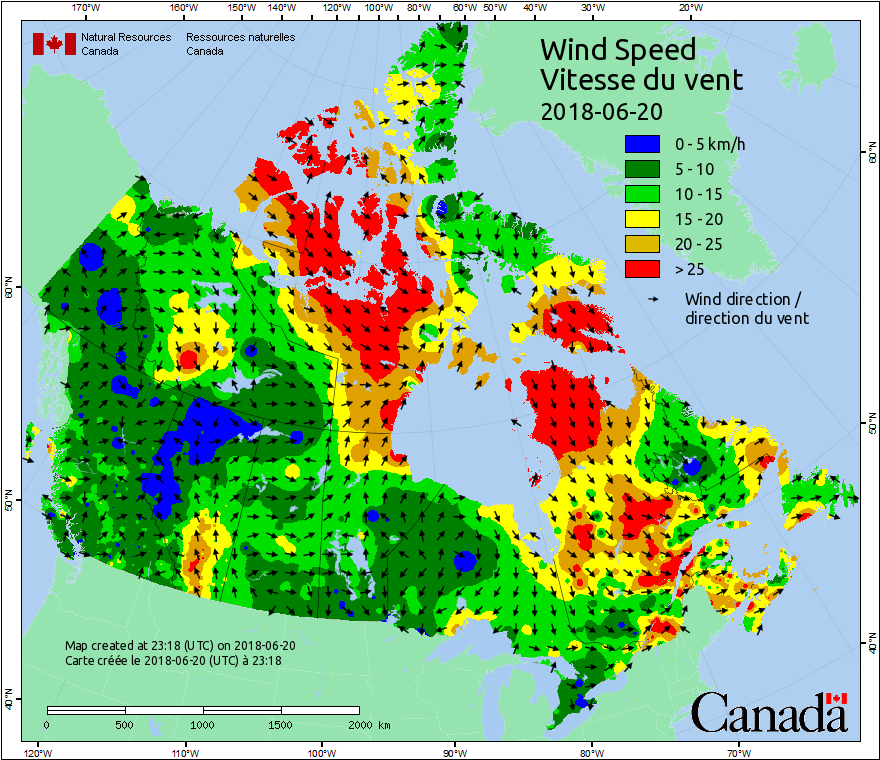 170°W 160°W 150°W 140°W 130°W 120°W 110°W 100°W 90°W 80°W 70°W 60°W 50°W 40°W 30°W 20°W
Natural Resources Ressources naturelles
Canada Canada
Wind Speed
Vitesse du vent
2018-06-20
0 - 5 km/h
5 - 10
10 - 15
15 - 20
20 - 25
> 25
Wind direction /
direction du vent
60°N
60°N
50°N
50°N
40°N
40°N
Map created at 23:18 (UTC) on 2018-06-20
Carte créée le 2018-06-20 (UTC) à 23:18
0 500 1000 1500 2000 km
Canada
120°W 110°W 100°W 90°W 80°W 70°W